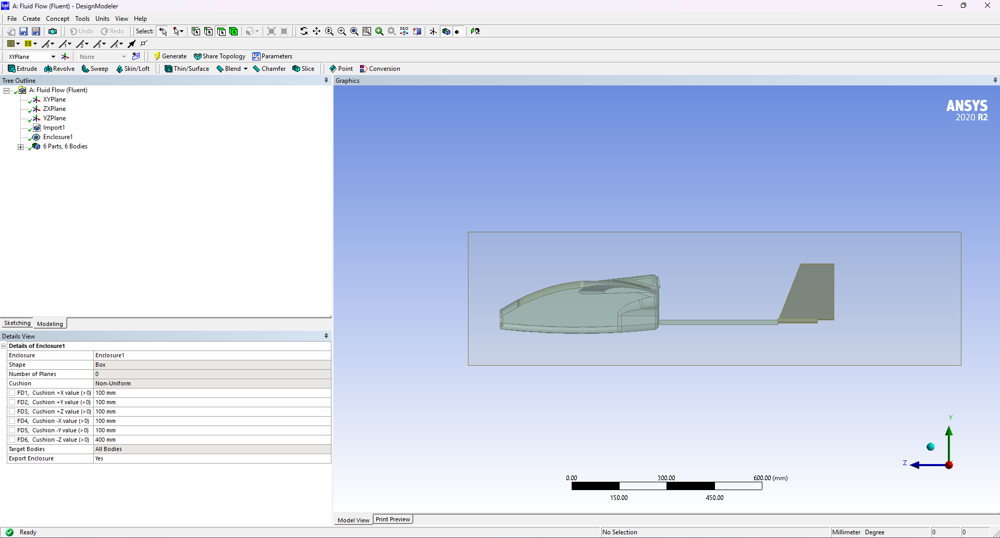 A: Fluid Flow (Fluent) - DesignModeler
File Create Concept Tools Units View Help
Undo Redo Select:
XYPlane None Generate Share Topology Parameters
Extrude Revolve Sweep Skin/Loft Thin/Surface Blend Chamfer Slice Point Conversion
Tree Outline
A: Fluid Flow (Fluent)
XYPlane
ZXPlane
YZPlane
Import1
Enclosure1
6 Parts, 6 Bodies
Sketching Modeling
Details View
Details of Enclosure1
Enclosure Enclosure1
Shape Box
Number of Planes 0
Cushion Non-Uniform
FD1, Cushion +X value (>0) 100 mm
FD2, Cushion +Y value (>0) 100 mm
FD3, Cushion +Z value (>0) 100 mm
FD4, Cushion -X value (>0) 100 mm
FD5, Cushion -Y value (>0) 100 mm
FD6, Cushion -Z value (>0) 400 mm
Target Bodies All Bodies
Export Enclosure Yes
Graphics
ANSYS
2020 R2
Y
Z
0.00 300.00 600.00 (mm)
150.00 450.00
Model View Print Preview
Ready No Selection Millimeter Degree 0 0